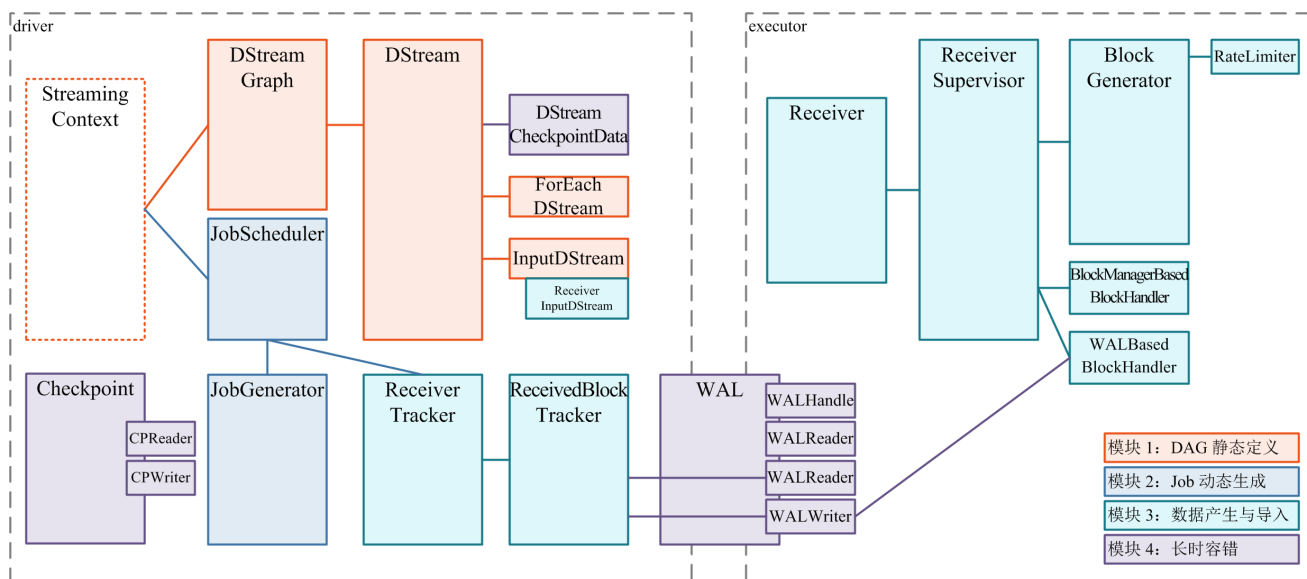 driver
executor
Streaming
Context
DStream
Graph
DStream
DStream
CheckpointData
ForEach
DStream
InputDStream
Receiver
InputDStream
JobScheduler
Checkpoint
CPReader
CPWriter
JobGenerator
Receiver
Tracker
ReceivedBlock
Tracker
WAL
WALHandle
WALReader
WALReader
WALWriter
Receiver
Receiver
Supervisor
Block
Generator
RateLimiter
BlockManagerBased
BlockHandler
WALBased
BlockHandler
模块 1：DAG 静态定义
模块 2：Job 动态生成
模块 3：数据产生与导入
模块 4：长时容错